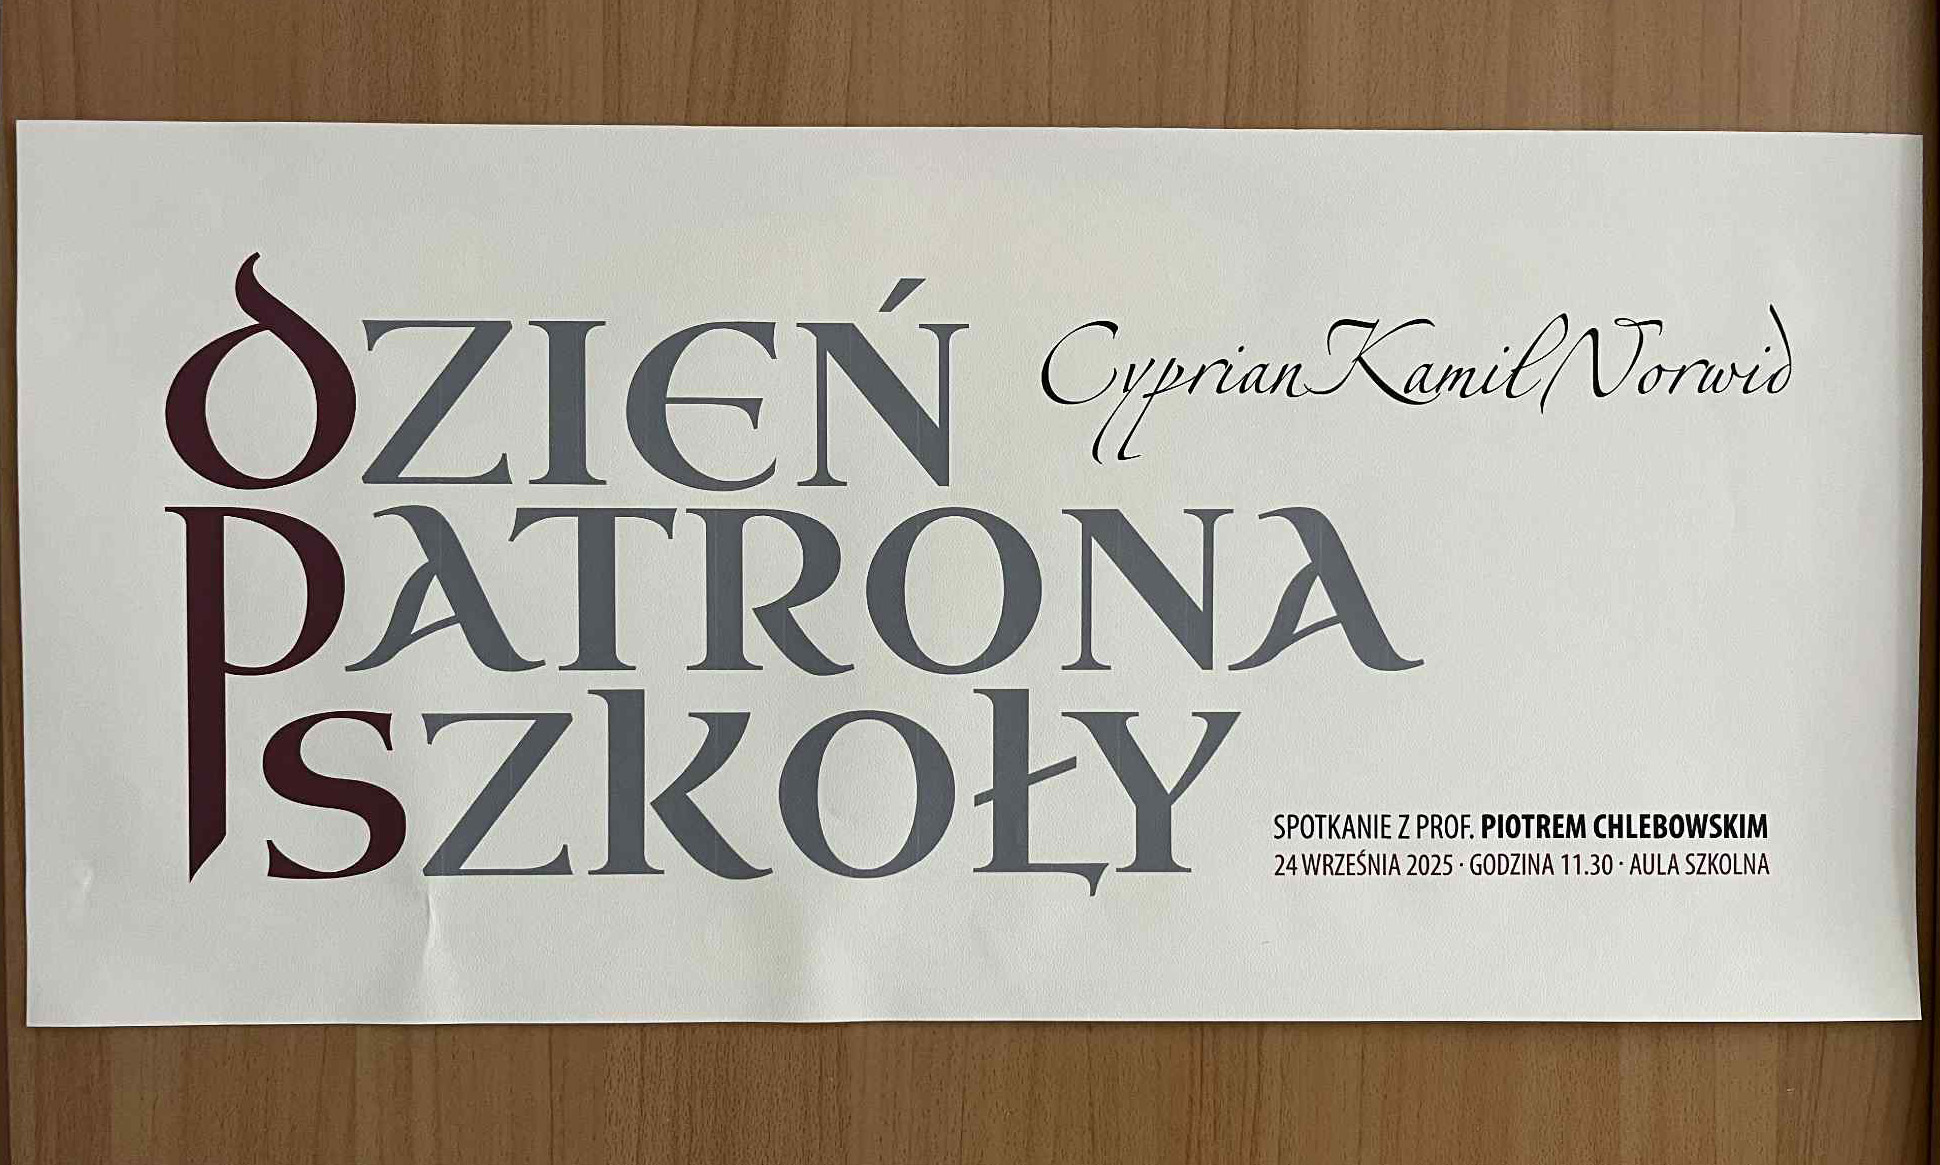 DZIEŃ
Cyprian Kamil Norwid
PATRONA
SZKOŁY
SPOTKANIE Z PROF. PIOTREM CHLEBOWSKIM
24 WRZEŚNIA 2025 · GODZINA 11.30 · AULA SZKOLNA